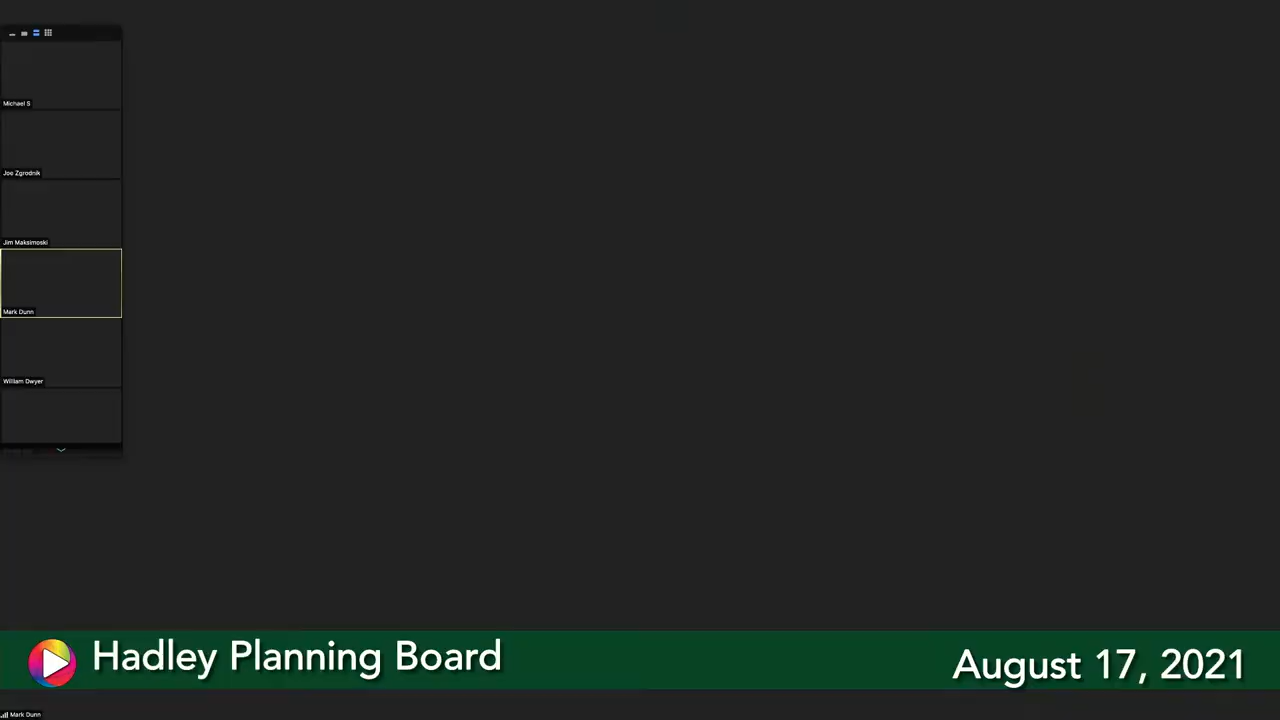 Michael S
Joe Zgrodnik
Jim Maksimoski
Mark Dunn
William Dwyer
Hadley Planning Board
August 17, 2021
Mark Dunn